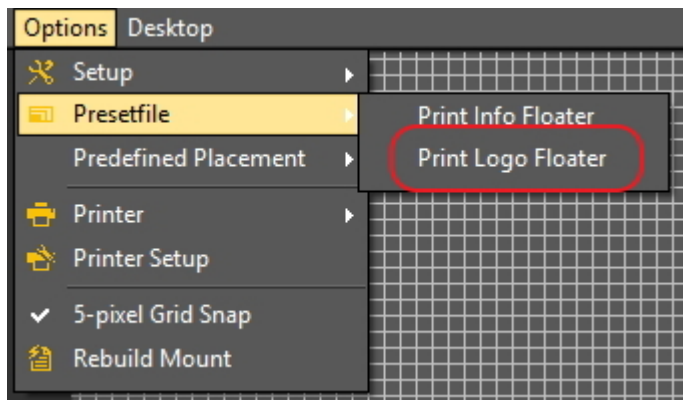 Options Desktop
Setup
Presetfile
Print Info Floater
Print Logo Floater
Predefined Placement
Printer
Printer Setup
5-pixel Grid Snap
Rebuild Mount